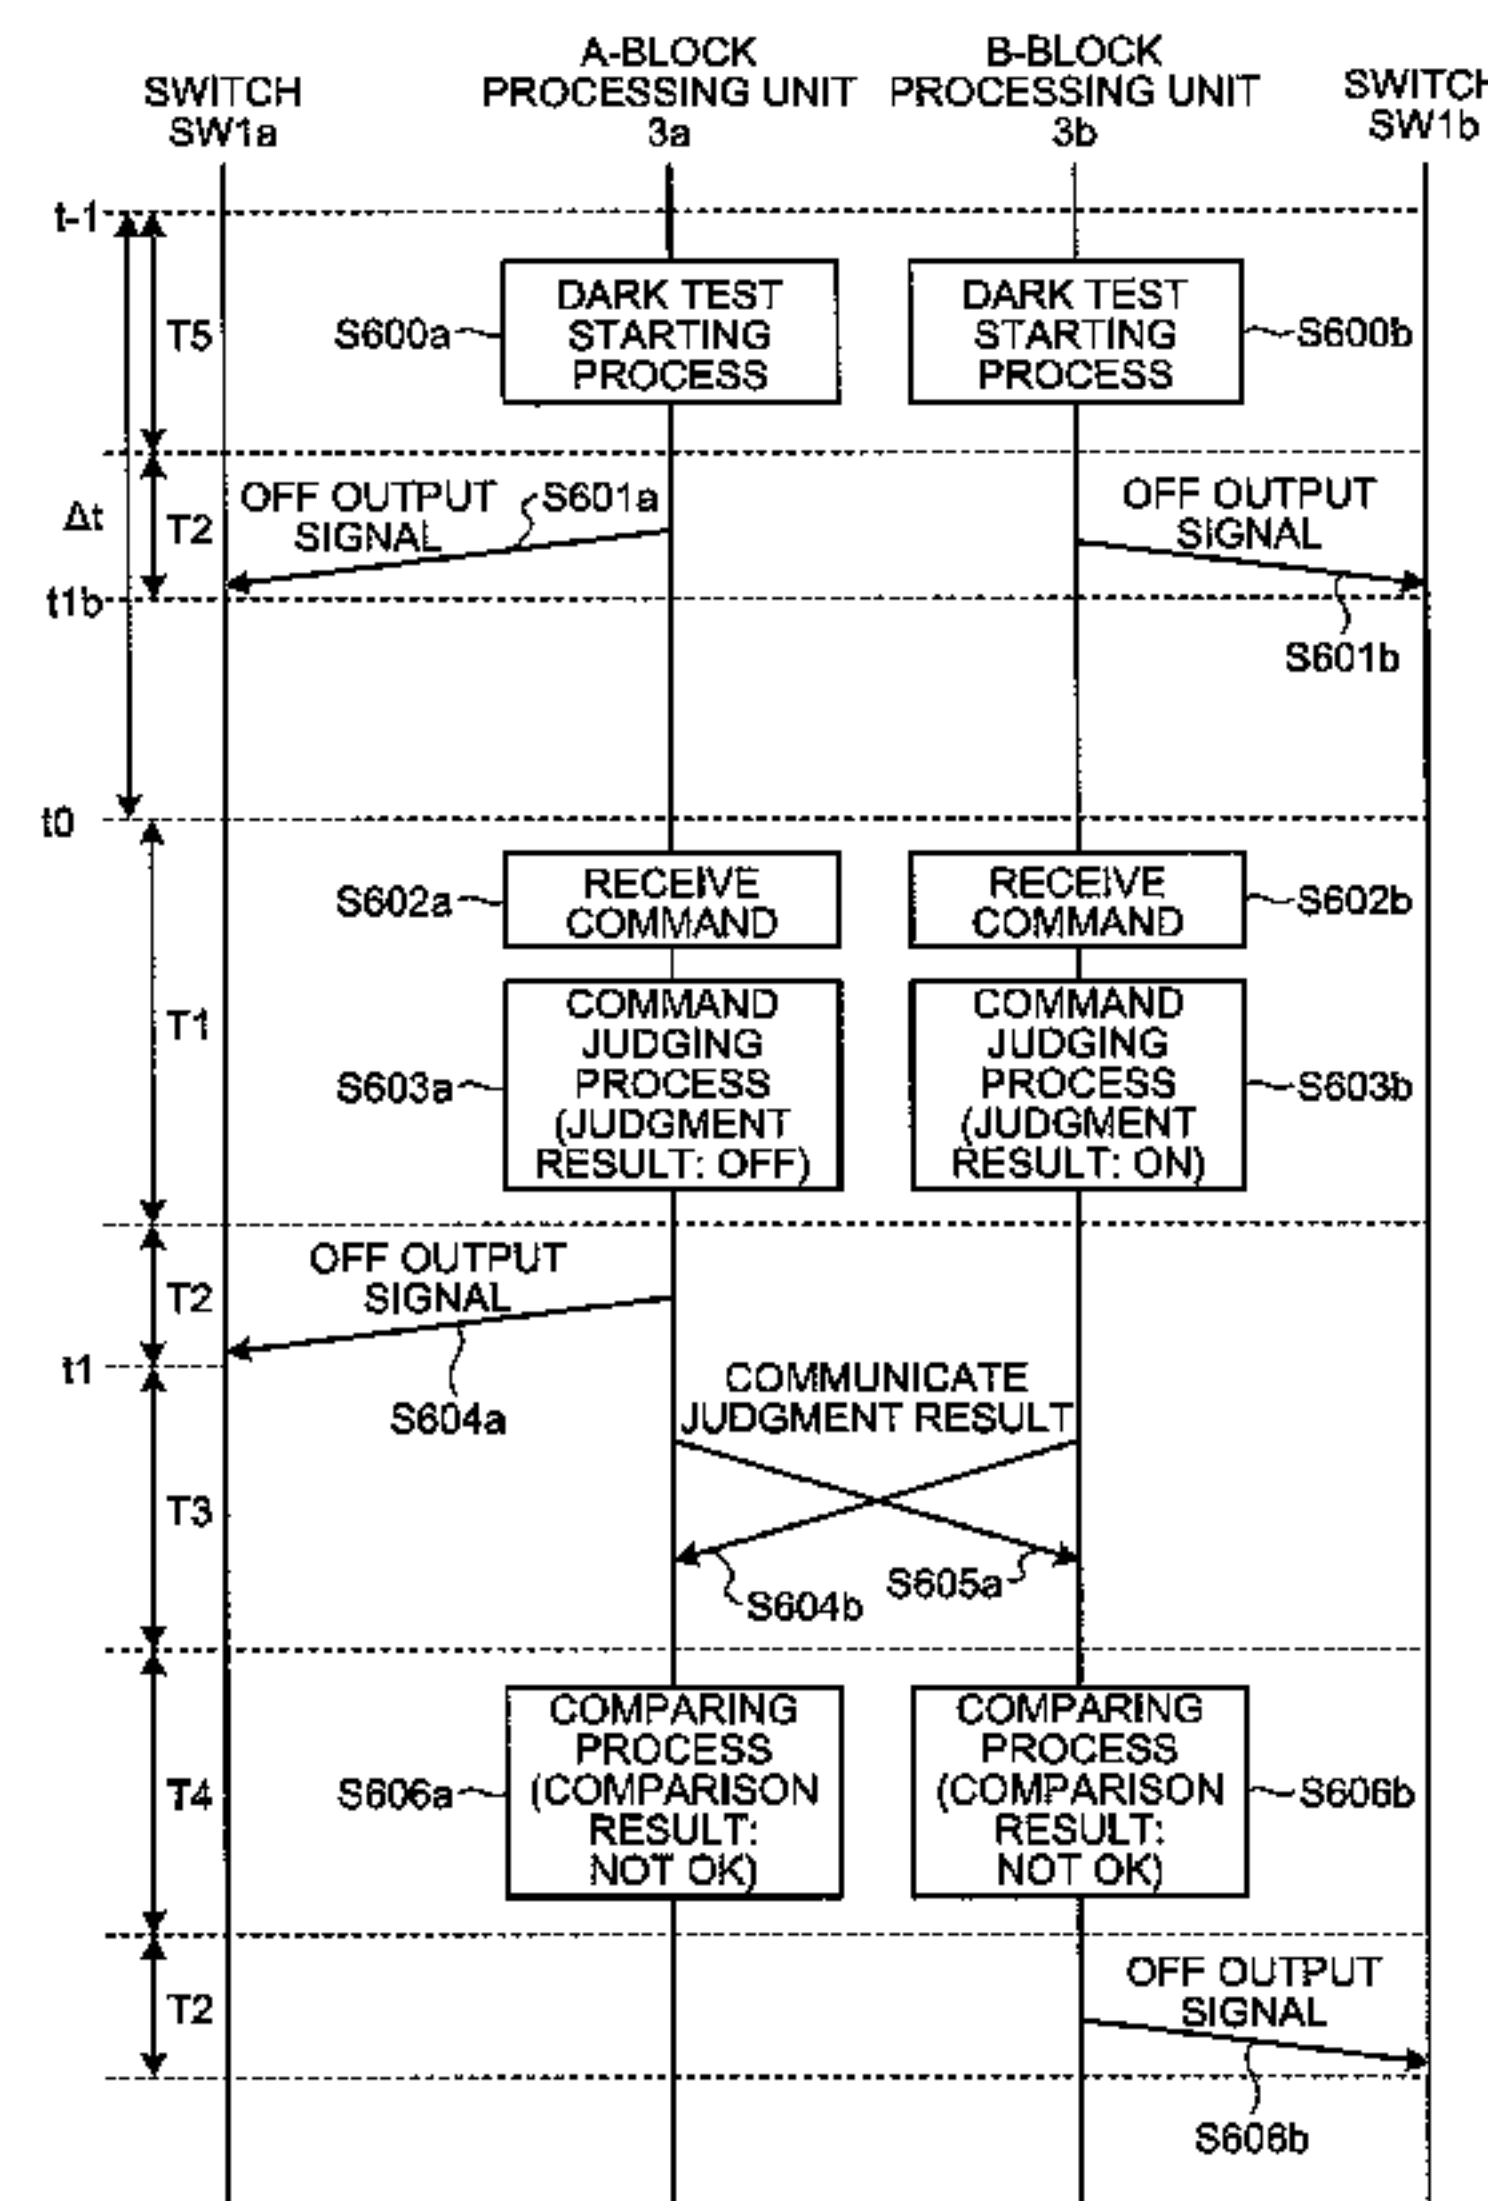 SWITCH
SW1a
A-BLOCK
PROCESSING UNIT
3a
B-BLOCK
PROCESSING UNIT
3b
SWITCH
SW1b
t-1
T5
S600a
DARK TEST
STARTING
PROCESS
DARK TEST
STARTING
PROCESS
S600b
Δt
T2
OFF OUTPUT
SIGNAL
S601a
OFF OUTPUT
SIGNAL
t1b
S601b
t0
S602a
RECEIVE
COMMAND
RECEIVE
COMMAND
S602b
T1
S603a
COMMAND
JUDGING
PROCESS
(JUDGMENT
RESULT: OFF)
COMMAND
JUDGING
PROCESS
(JUDGMENT
RESULT: ON)
S603b
T2
OFF OUTPUT
SIGNAL
t1
S604a
COMMUNICATE
JUDGMENT RESULT
T3
S604b
S605a
T4
S606a
COMPARING
PROCESS
(COMPARISON
RESULT:
NOT OK)
COMPARING
PROCESS
(COMPARISON
RESULT:
NOT OK)
S606b
T2
OFF OUTPUT
SIGNAL
S606b